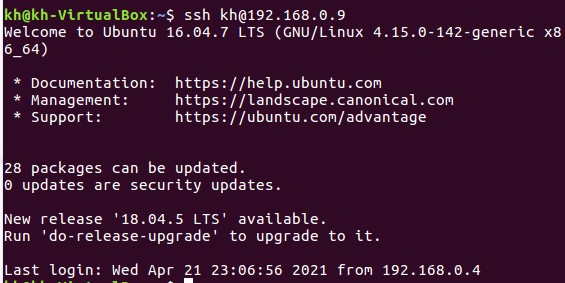 kh@kh-VirtualBox:~$ ssh kh@192.168.0.9
Welcome to Ubuntu 16.04.7 LTS (GNU/Linux 4.15.0-142-generic x8
6_64)
* Documentation:  https://help.ubuntu.com
* Management:     https://landscape.canonical.com
* Support:        https://ubuntu.com/advantage
28 packages can be updated.
0 updates are security updates.
New release '18.04.5 LTS' available.
Run 'do-release-upgrade' to upgrade to it.
Last login: Wed Apr 21 23:06:56 2021 from 192.168.0.4